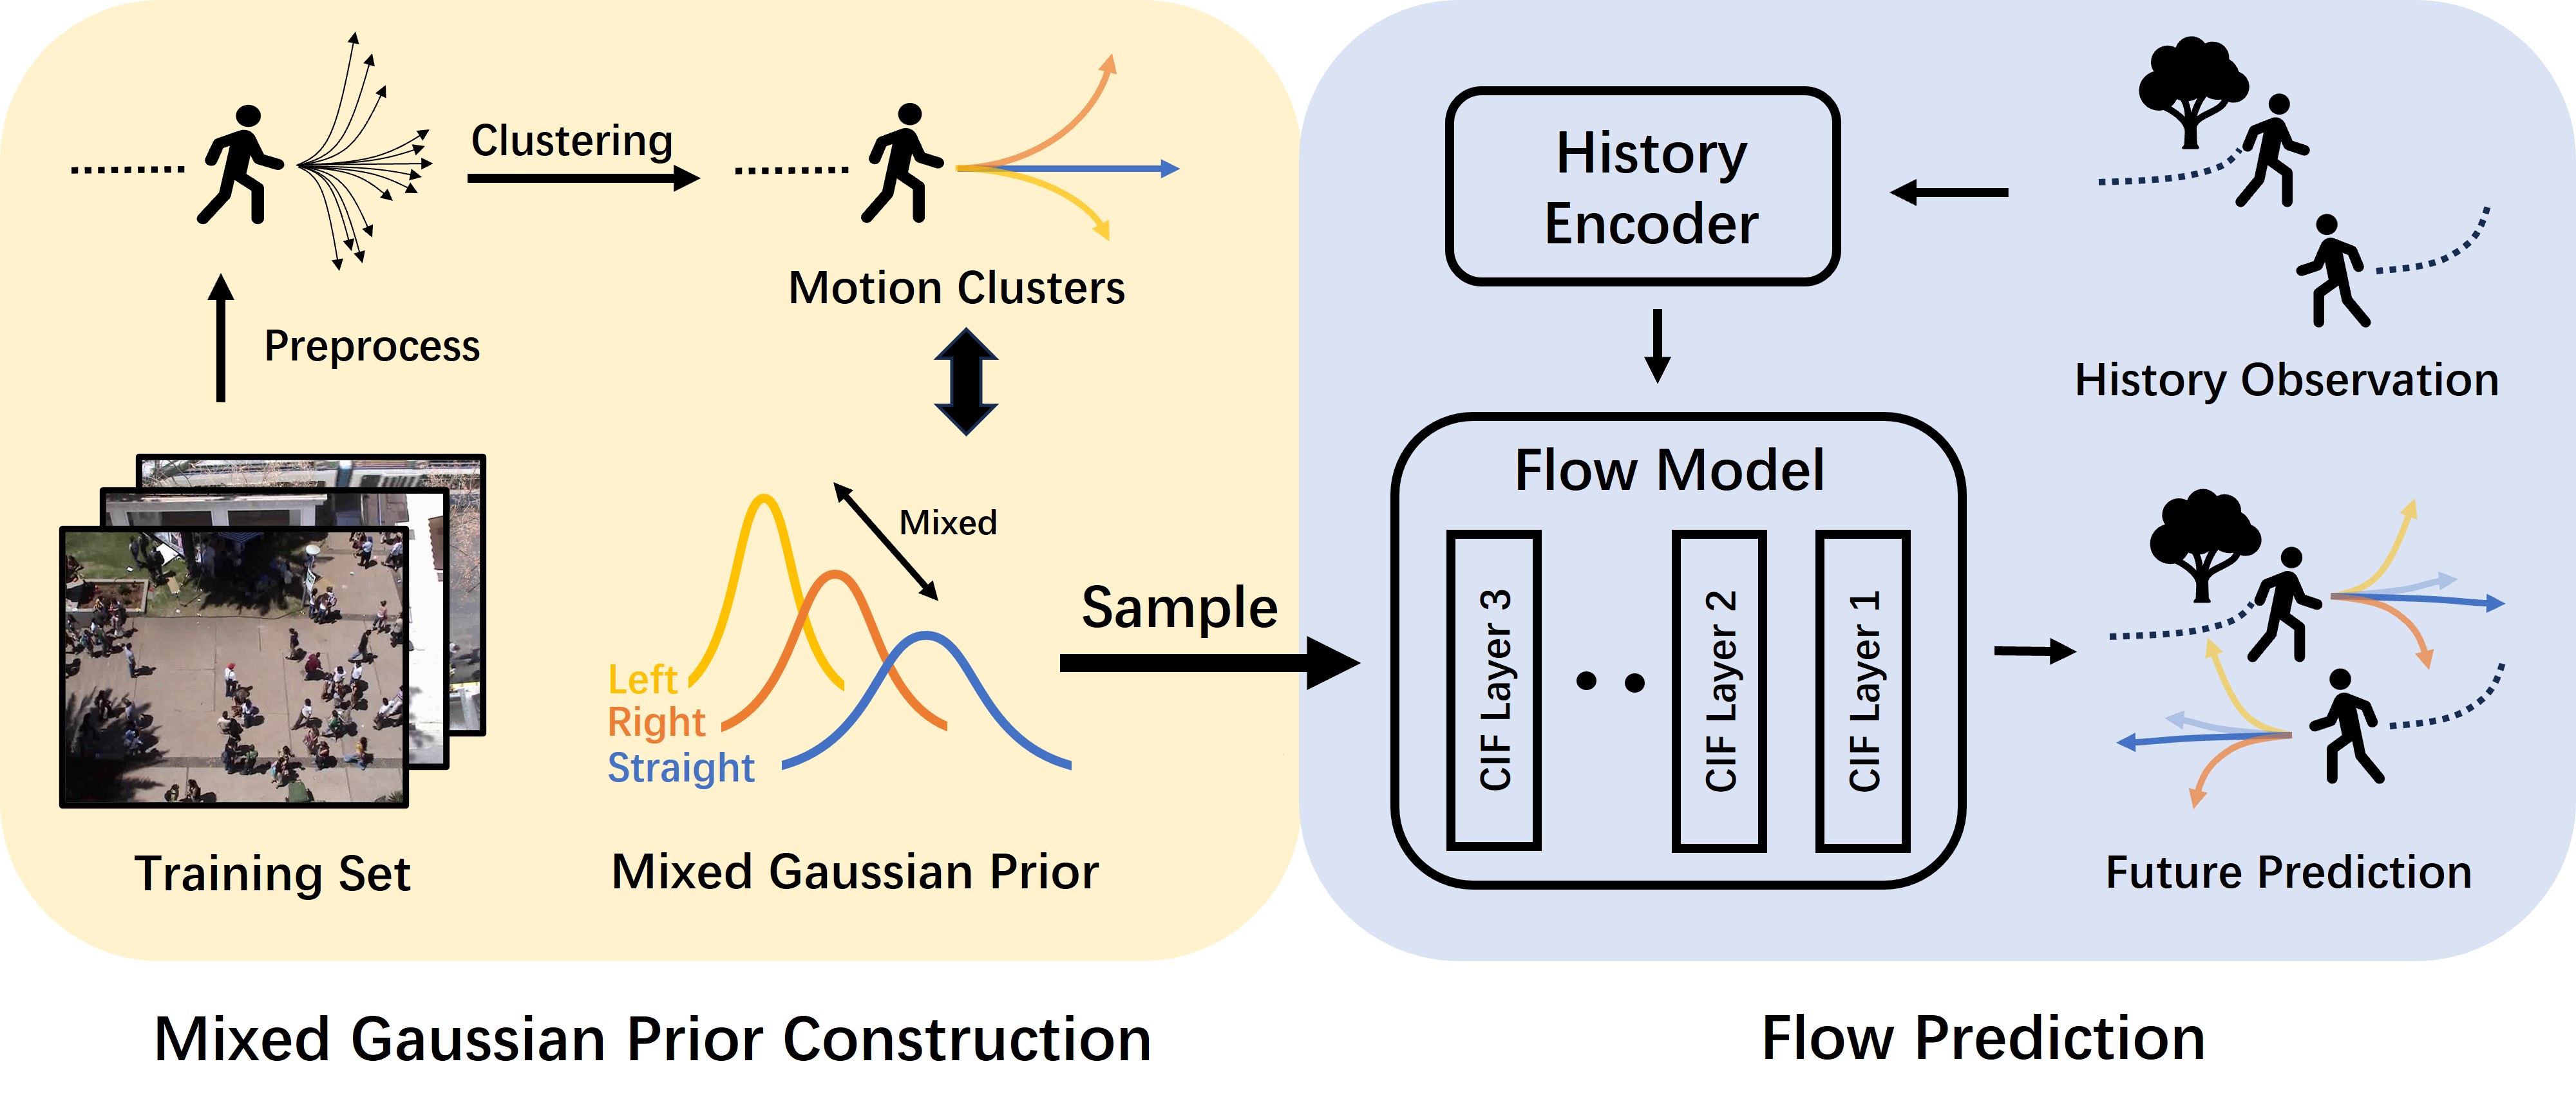 Clustering
Motion Clusters
Preprocess
Mixed
Left
Right
Straight
Training Set
Mixed Gaussian Prior
Sample
Mixed Gaussian Prior Construction
History
Encoder
History Observation
Flow Model
CIF Layer 3
CIF Layer 2
CIF Layer 1
Future Prediction
Flow Prediction